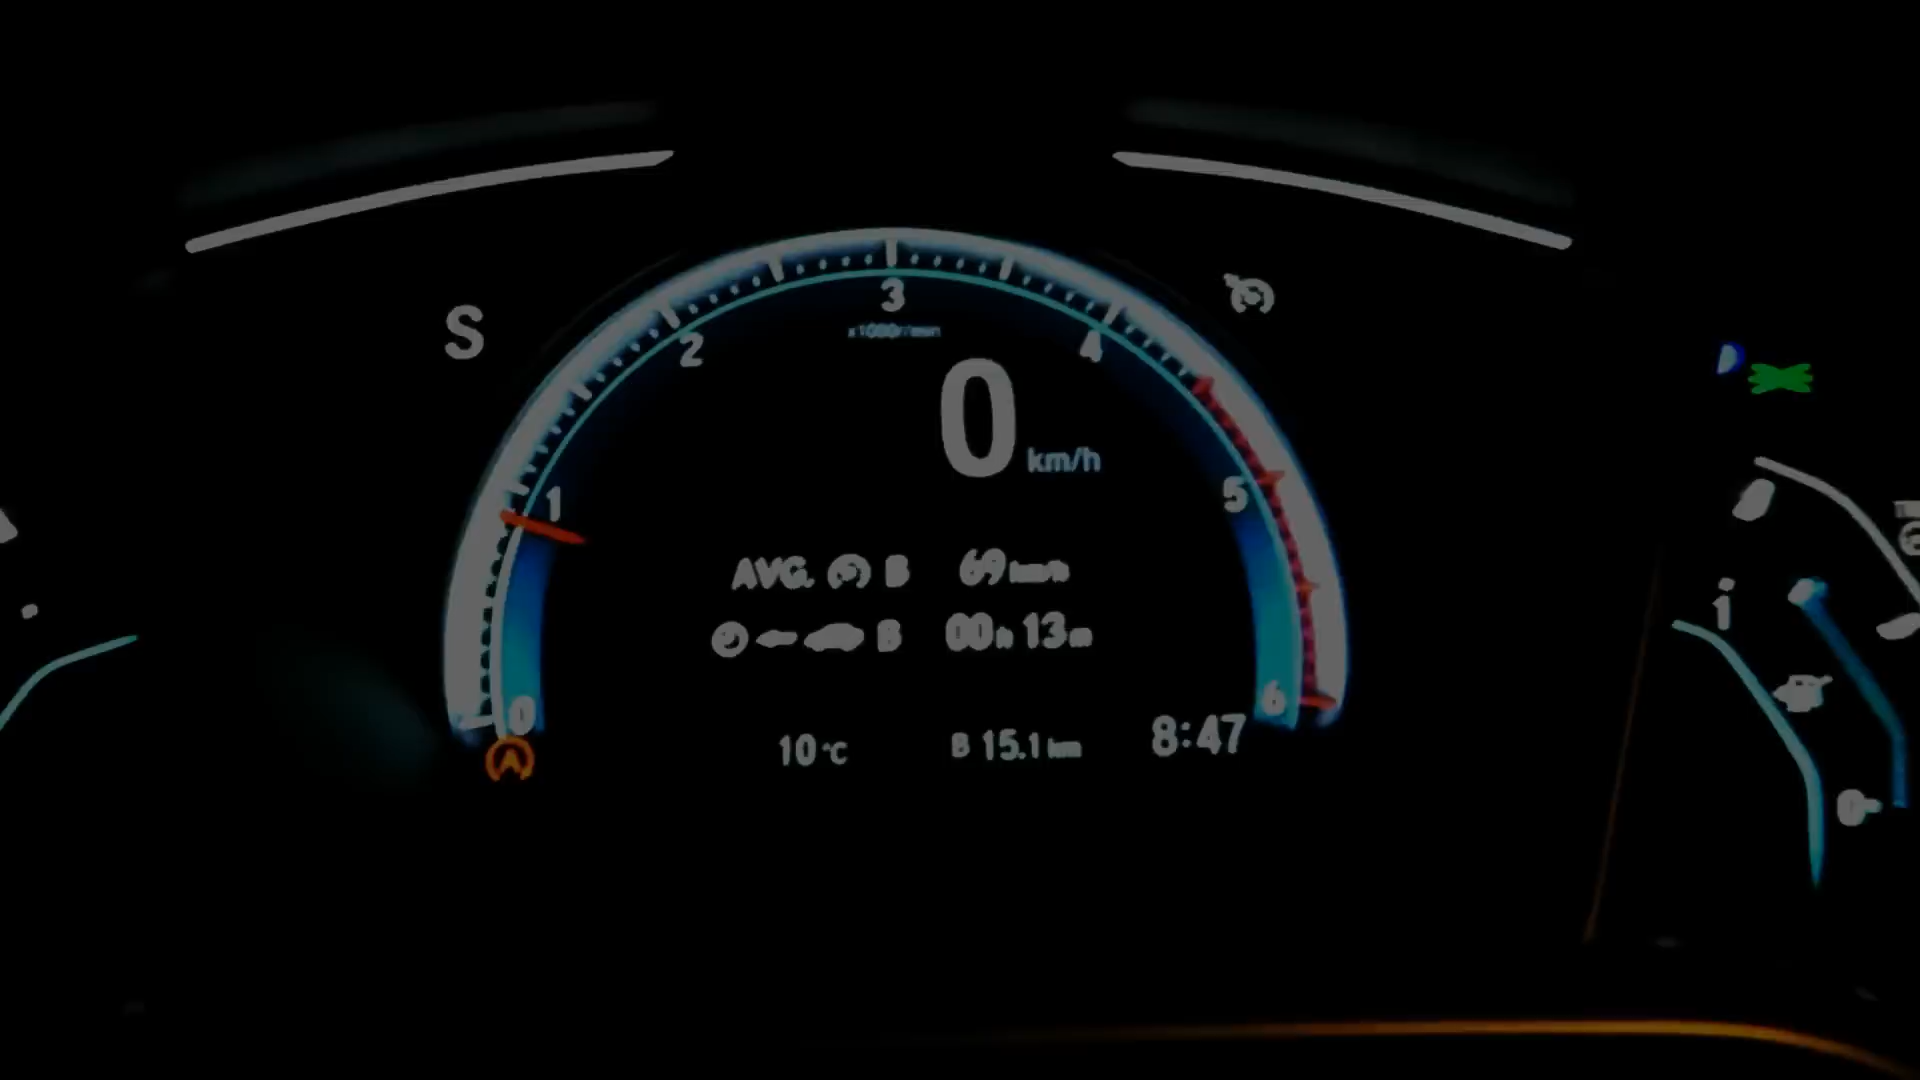 S
3
x1000r/min
2
4
0 km/h
1
5
AVG. B 69 km/h
B 00h 13m
0
6
A
10°C
B 15.1 km
8:47